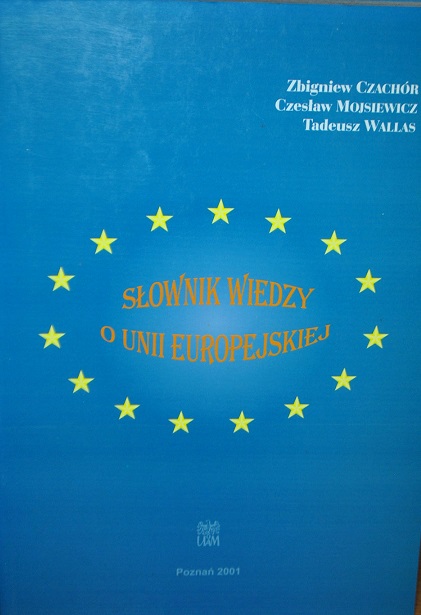 Zbigniew CZACHÓR
Czesław MOJSIEWICZ
Tadeusz WALLAS
SŁOWNIK WIEDZY
O UNII EUROPEJSKIEJ
UAM
Poznań 2001